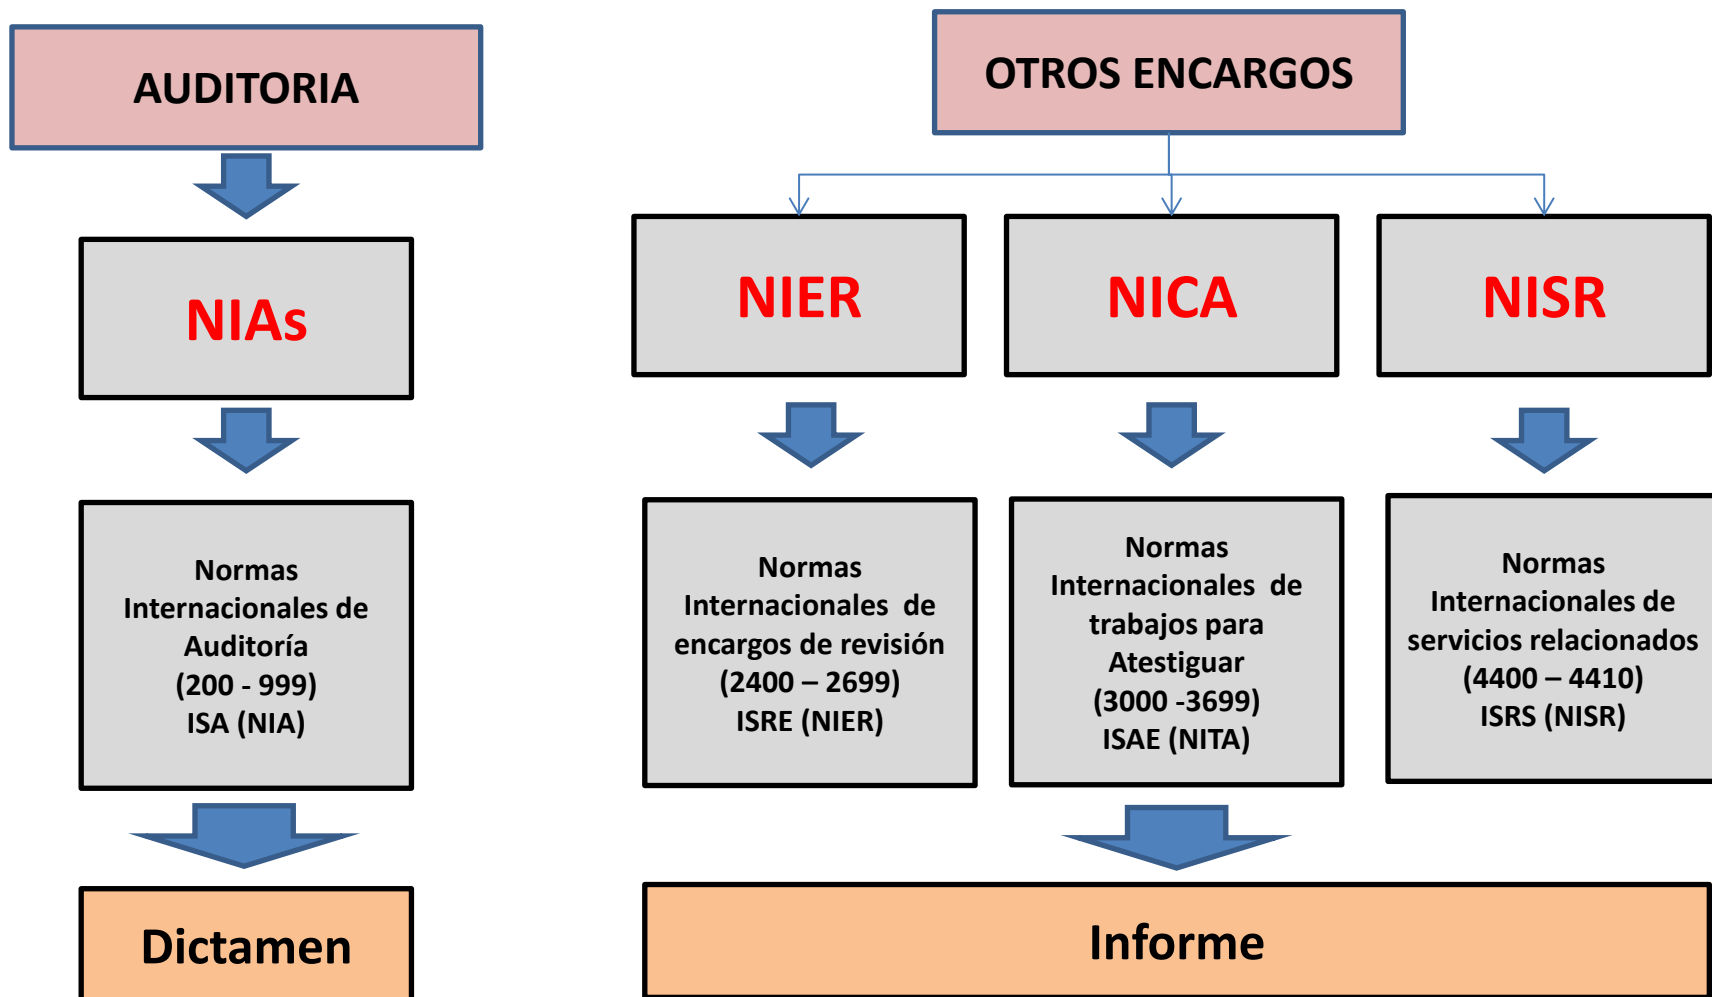 AUDITORIA
NIAs
Normas
Internacionales de
Auditoría
(200 - 999)
ISA (NIA)
Dictamen
OTROS ENCARGOS
NIER
NICA
NISR
Normas
Internacionales de
encargos de revisión
(2400 – 2699)
ISRE (NIER)
Normas
Internacionales de
trabajos para
Atestiguar
(3000 -3699)
ISAE (NITA)
Normas
Internacionales de
servicios relacionados
(4400 – 4410)
ISRS (NISR)
Informe